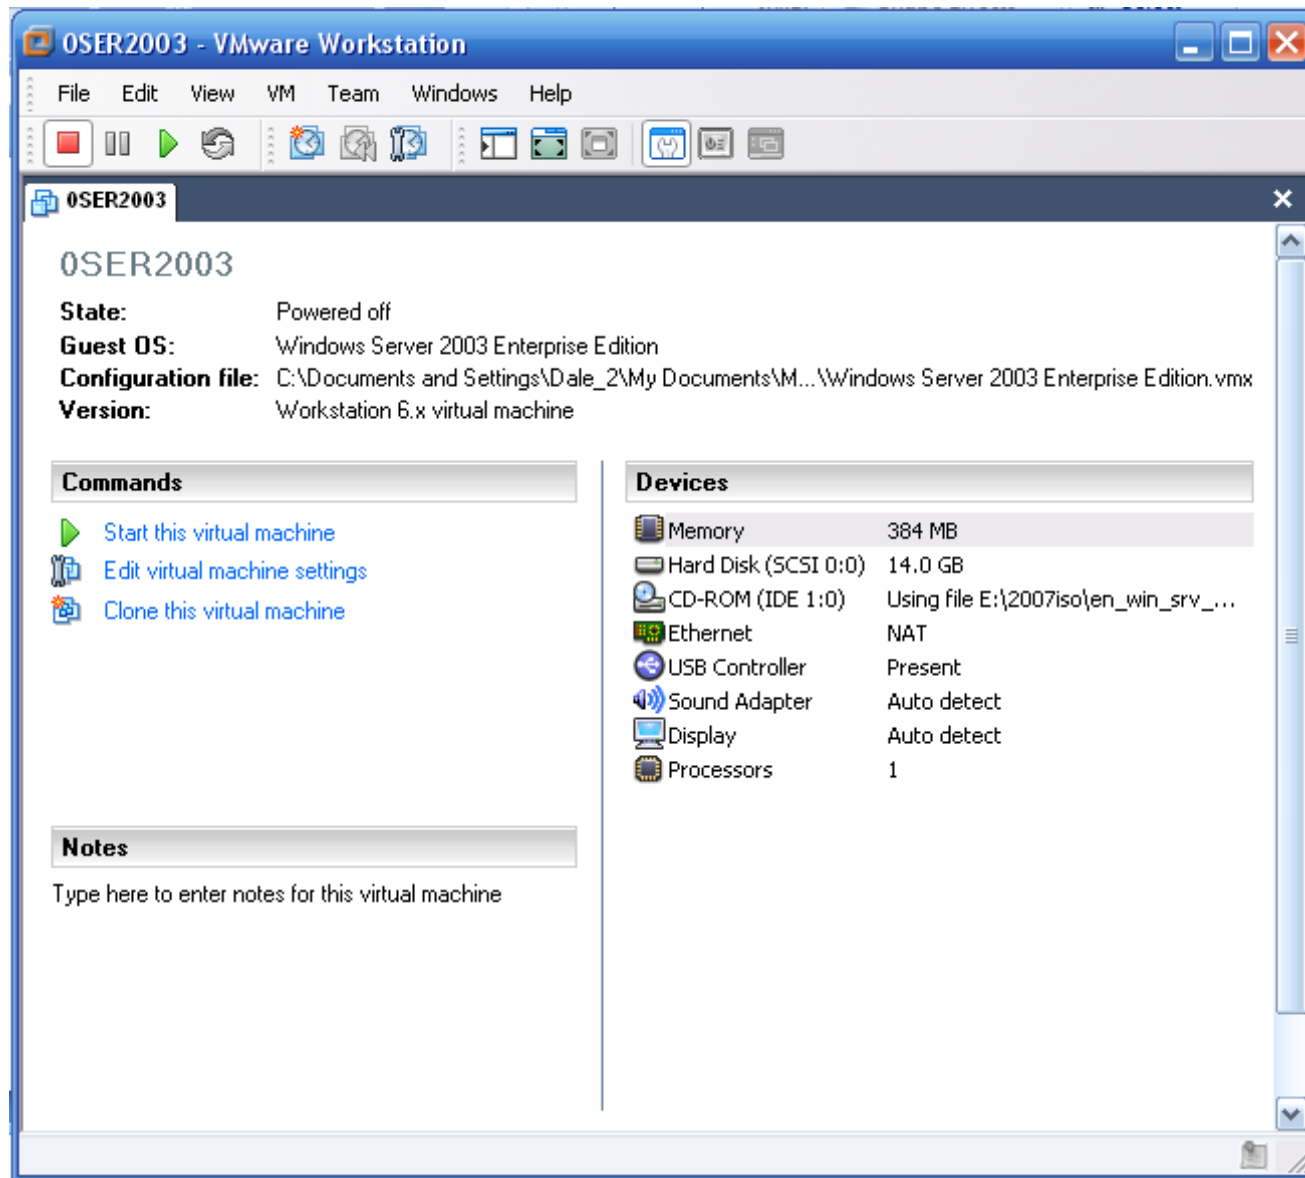 0SER2003 - VMware Workstation
File Edit View VM Team Windows Help
0SER2003
0SER2003
State: Powered off
Guest OS: Windows Server 2003 Enterprise Edition
Configuration file: C:\Documents and Settings\Dale_2\My Documents\M...\Windows Server 2003 Enterprise Edition.vmx
Version: Workstation 6.x virtual machine
Commands
Start this virtual machine
Edit virtual machine settings
Clone this virtual machine
Notes
Type here to enter notes for this virtual machine
Devices
Memory 384 MB
Hard Disk (SCSI 0:0) 14.0 GB
CD-ROM (IDE 1:0) Using file E:\2007iso\en_win_srv_...
Ethernet NAT
USB Controller Present
Sound Adapter Auto detect
Display Auto detect
Processors 1